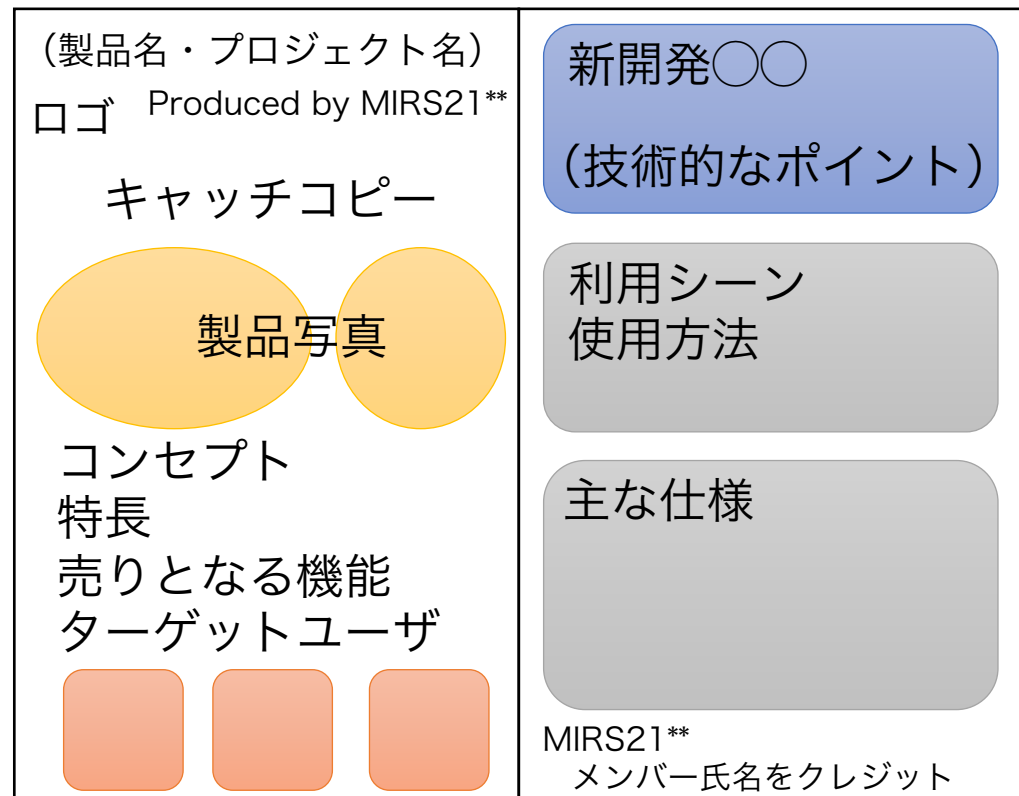 （製品名・プロジェクト名）
ロゴ Produced by MIRS21**
キャッチコピー
製品写真
コンセプト
特長
売りとなる機能
ターゲットユーザ
新開発○○
（技術的なポイント）
利用シーン
使用方法
主な仕様
MIRS21**
メンバー氏名をクレジット